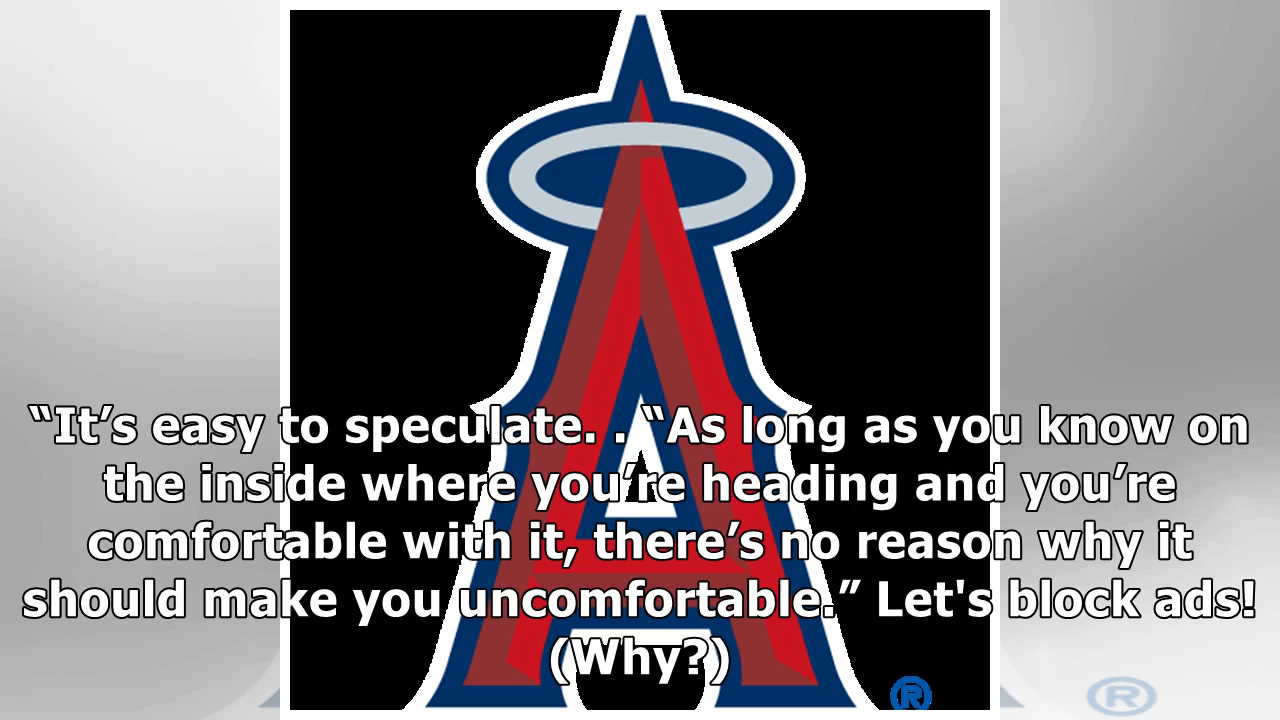 “It’s easy to speculate. . “As long as you know on
the inside where you’re heading and you’re
comfortable with it, there’s no reason why it
should make you uncomfortable.” Let's block ads!
(Why?)
®
®